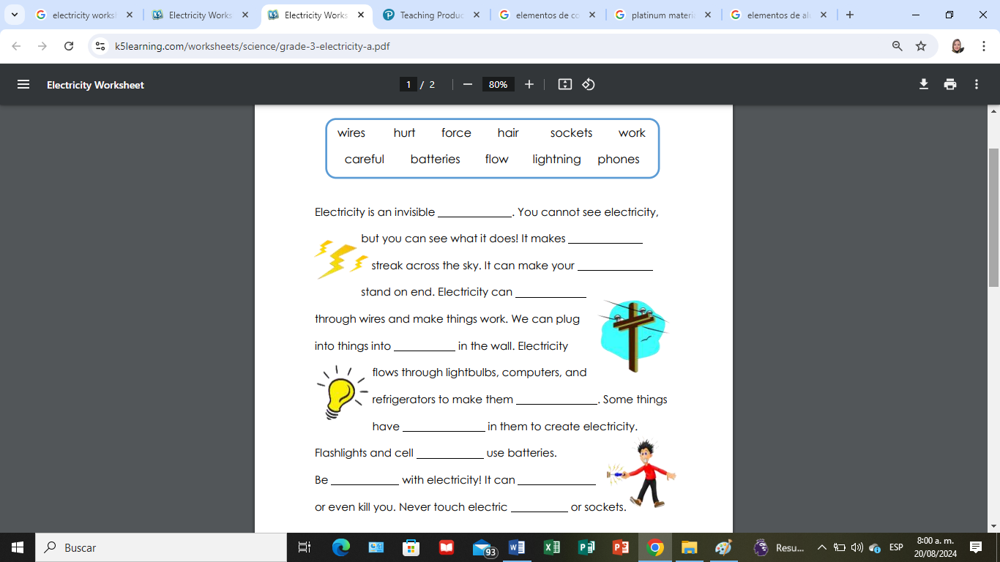 electricity works
Electricity Works
Electricity Works
Teaching Produc
elementos de co
platinum materi
elementos de al
k5learning.com/worksheets/science/grade-3-electricity-a.pdf
Electricity Worksheet
1 / 2
80%
wires hurt force hair sockets work
careful batteries flow lightning phones
Electricity is an invisible ____________. You cannot see electricity,
but you can see what it does! It makes ____________
streak across the sky. It can make your ____________
stand on end. Electricity can ____________
through wires and make things work. We can plug
into things into __________ in the wall. Electricity
flows through lightbulbs, computers, and
refrigerators to make them _____________. Some things
have _____________ in them to create electricity.
Flashlights and cell ___________ use batteries.
Be ___________ with electricity! It can _____________
or even kill you. Never touch electric _________ or sockets.
Buscar
93
Resu...
ESP
8:00 a. m.
20/08/2024